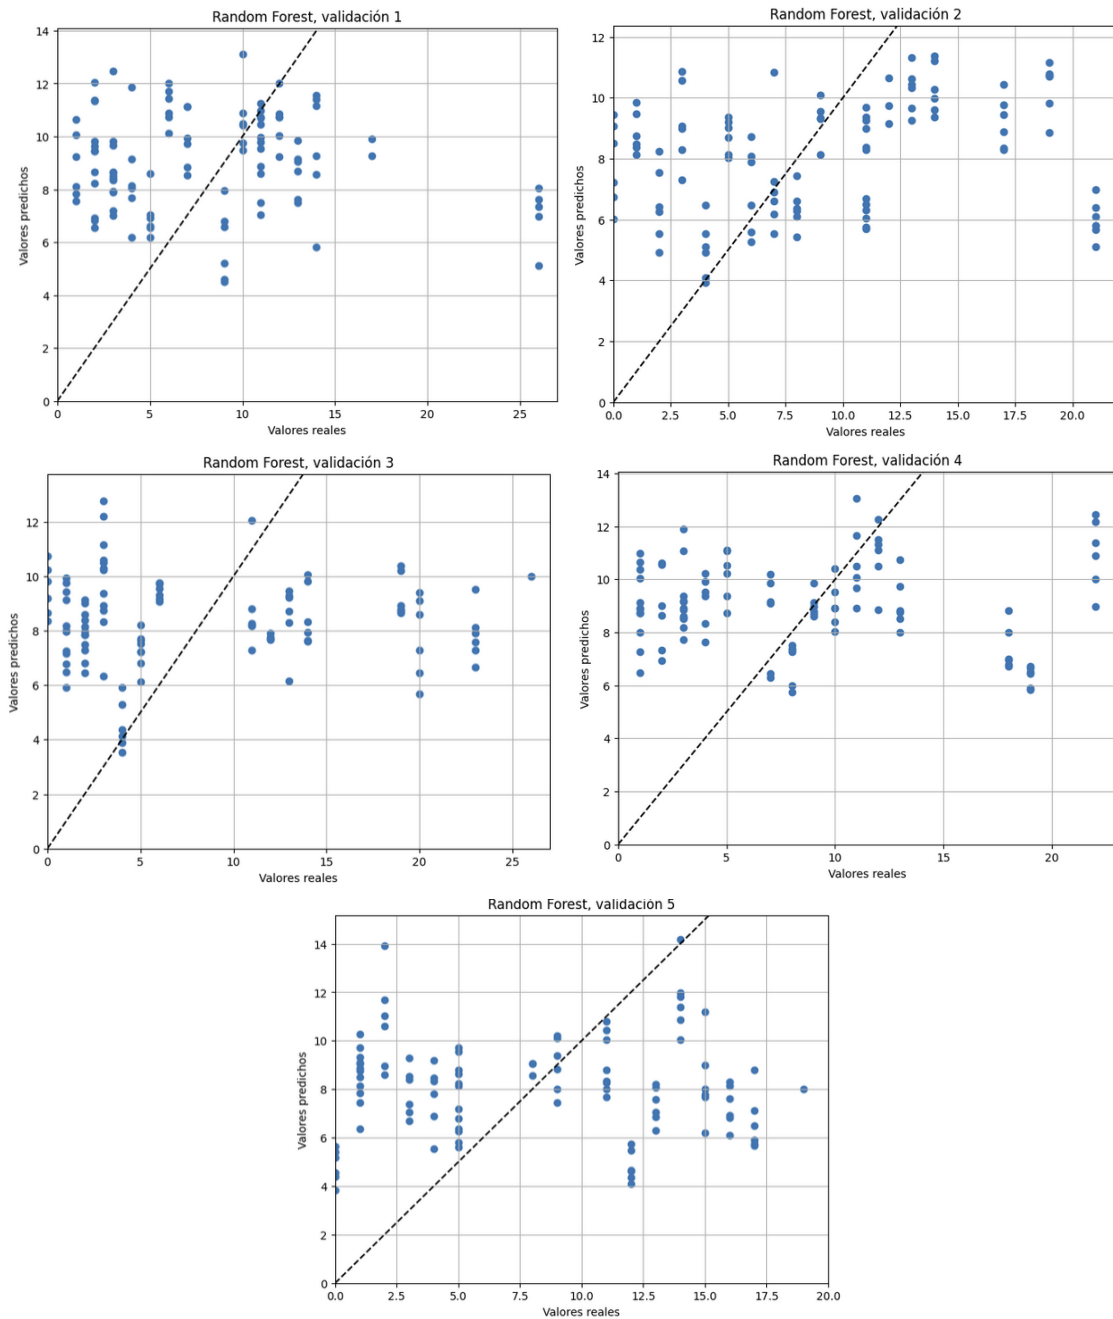 Random Forest, validación 1
14
12
10
8
6
4
2
0
Valores predichos
0 5 10 15 20 25
Valores reales
Random Forest, validación 2
12
10
8
6
4
2
0
Valores predichos
0.0 2.5 5.0 7.5 10.0 12.5 15.0 17.5 20.0
Valores reales
Random Forest, validación 3
12
10
8
6
4
2
0
Valores predichos
0 5 10 15 20 25
Valores reales
Random Forest, validación 4
14
12
10
8
6
4
2
0
Valores predichos
0 5 10 15 20
Valores reales
Random Forest, validación 5
14
12
10
8
6
4
2
0
Valores predichos
0.0 2.5 5.0 7.5 10.0 12.5 15.0 17.5 20.0
Valores reales